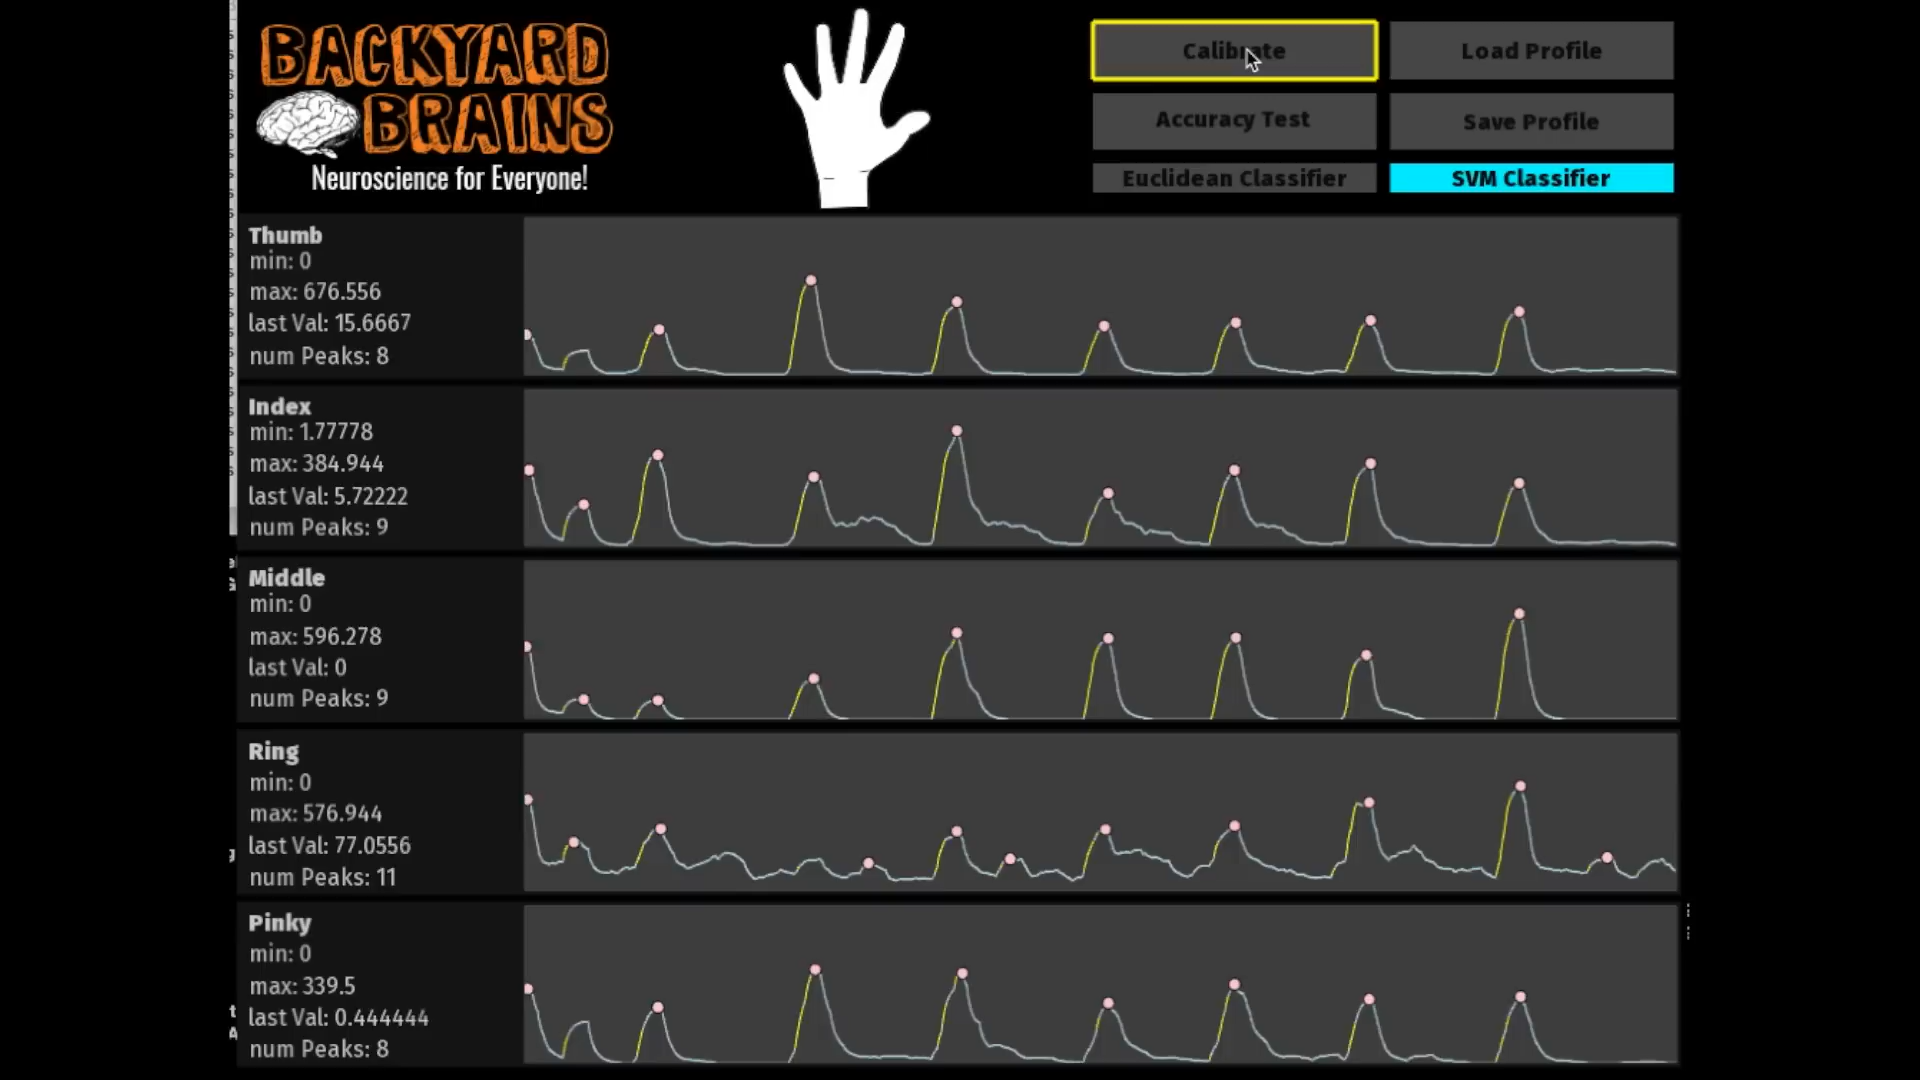 BACKYARD
BRAINS
Neuroscience for Everyone!
Calibrate
Load Profile
Accuracy Test
Save Profile
Euclidean Classifier
SVM Classifier
Thumb
min: 0
max: 676.556
last Val: 15.6667
num Peaks: 8
Index
min: 1.77778
max: 384.944
last Val: 5.72222
num Peaks: 9
Middle
min: 0
max: 596.278
last Val: 0
num Peaks: 9
Ring
min: 0
max: 576.944
last Val: 77.0556
num Peaks: 11
Pinky
min: 0
max: 339.5
last Val: 0.444444
num Peaks: 8